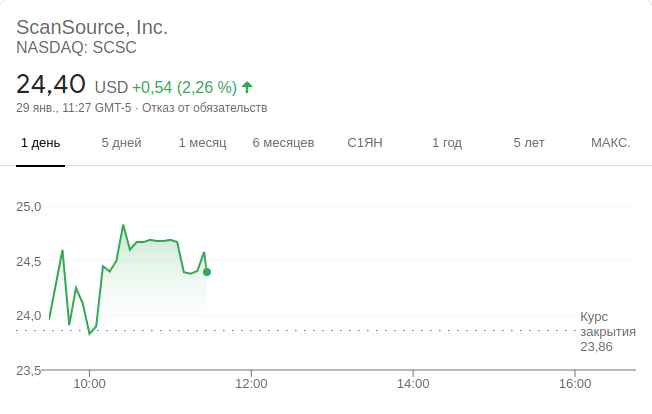 ScanSource, Inc.
NASDAQ: SCSC
24,40 USD +0,54 (2,26 %)
29 янв., 11:27 GMT-5 · Отказ от обязательств
1 день 5 дней 1 месяц 6 месяцев С1ЯН 1 год 5 лет МАКС.
25,0
24,5
24,0
Курс
закрытия
23,86
23,5
10:00 12:00 14:00 16:00